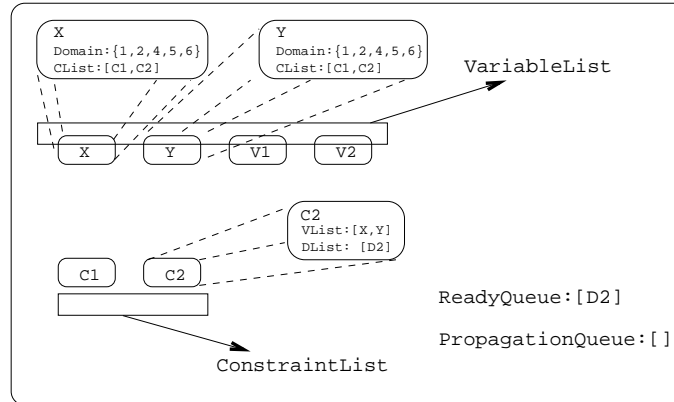 X
Domain:{1,2,4,5,6}
CList:[C1,C2]
Y
Domain:{1,2,4,5,6}
CList:[C1,C2]
VariableList
X
Y
V1
V2
C2
VList:[X,Y]
DList: [D2]
C1
C2
ReadyQueue:[D2]
PropagationQueue:[]
ConstraintList